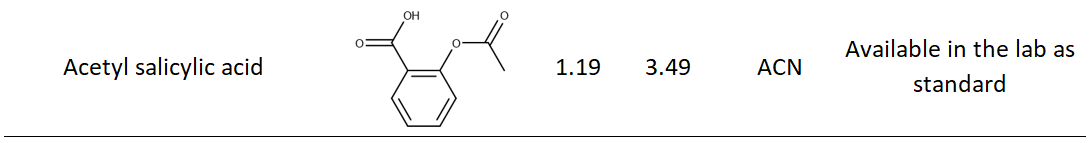 OH
O
O
O
Acetyl salicylic acid
1.19
3.49
ACN
Available in the lab as
standard